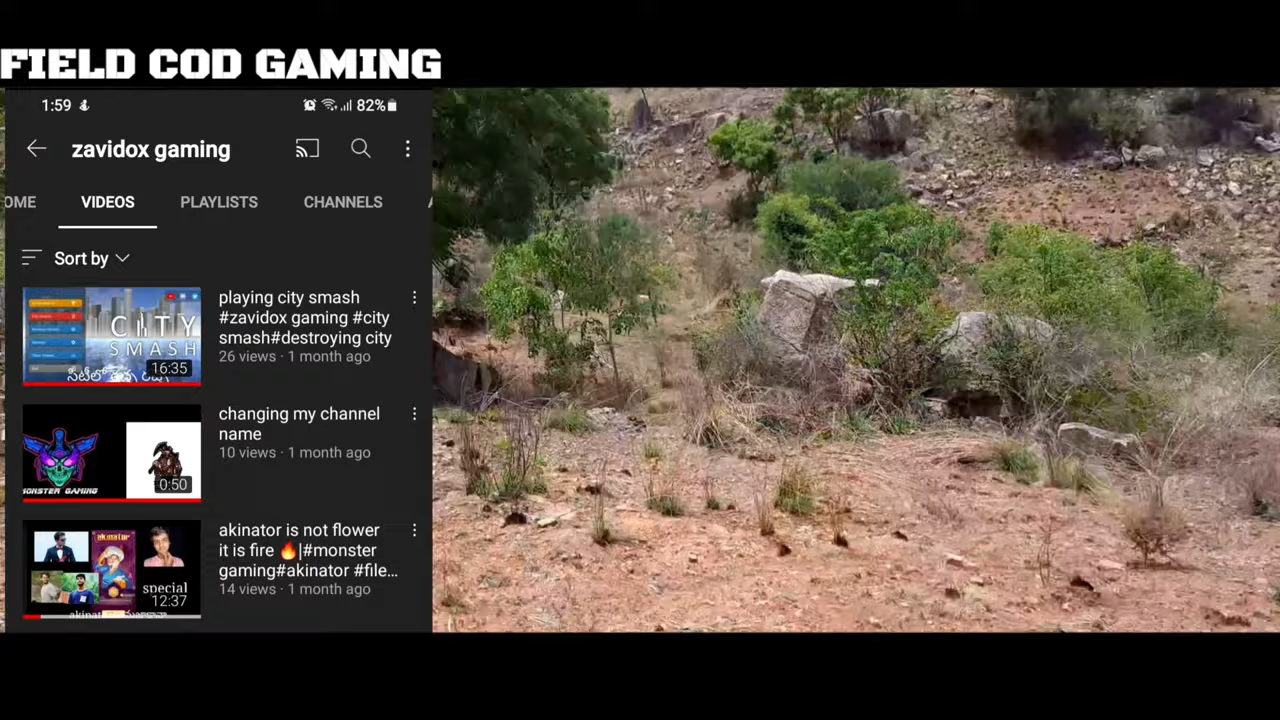 FIELD COD GAMING
1:59
82%
zavidox gaming
OME
VIDEOS
PLAYLISTS
CHANNELS
Sort by
playing city smash
#zavidox gaming #city
smash#destroying city
26 views · 1 month ago
CITY
SMASH
16:35
changing my channel
name
10 views · 1 month ago
MONSTER GAMING
0:50
akinator is not flower
it is fire 🔥|#monster
gaming#akinator #file...
14 views · 1 month ago
akinator
special
12:37